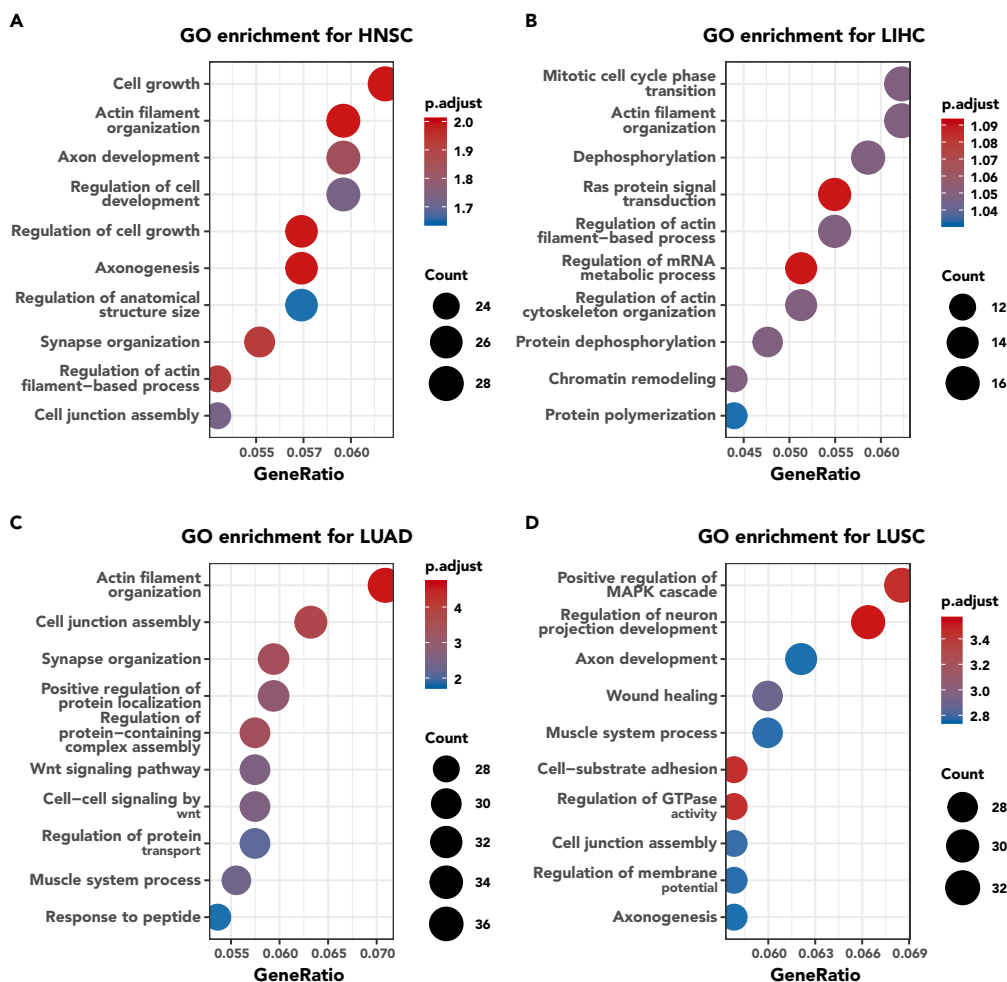 A
GO enrichment for HNSC
Cell growth
Actin filament
organization
Axon development
Regulation of cell
development
Regulation of cell growth
Axonogenesis
Regulation of anatomical
structure size
Synapse organization
Regulation of actin
filament−based process
Cell junction assembly
0.055 0.057 0.060
GeneRatio
p.adjust
2.0
1.9
1.8
1.7
Count
24
26
28
B
GO enrichment for LIHC
Mitotic cell cycle phase
transition
Actin filament
organization
Dephosphorylation
Ras protein signal
transduction
Regulation of actin
filament−based process
Regulation of mRNA
metabolic process
Regulation of actin
cytoskeleton organization
Protein dephosphorylation
Chromatin remodeling
Protein polymerization
0.045 0.050 0.055 0.060
GeneRatio
p.adjust
1.09
1.08
1.06
1.05
1.04
Count
12
14
16
C
GO enrichment for LUAD
Actin filament
organization
Cell junction assembly
Synapse organization
Positive regulation of
protein localization
Regulation of
protein−containing
complex assembly
Wnt signaling pathway
Cell−cell signaling by
wnt
Regulation of protein
transport
Muscle system process
Response to peptide
0.055 0.060 0.065 0.070
GeneRatio
p.adjust
4
3
2
Count
28
30
32
34
36
D
GO enrichment for LUSC
Positive regulation of
MAPK cascade
Regulation of neuron
projection development
Axon development
Wound healing
Muscle system process
Cell−substrate adhesion
Regulation of GTPase
activity
Cell junction assembly
Regulation of membrane
potential
Axonogenesis
0.060 0.063 0.066 0.069
GeneRatio
p.adjust
3.4
3.2
3.0
2.8
Count
28
30
32